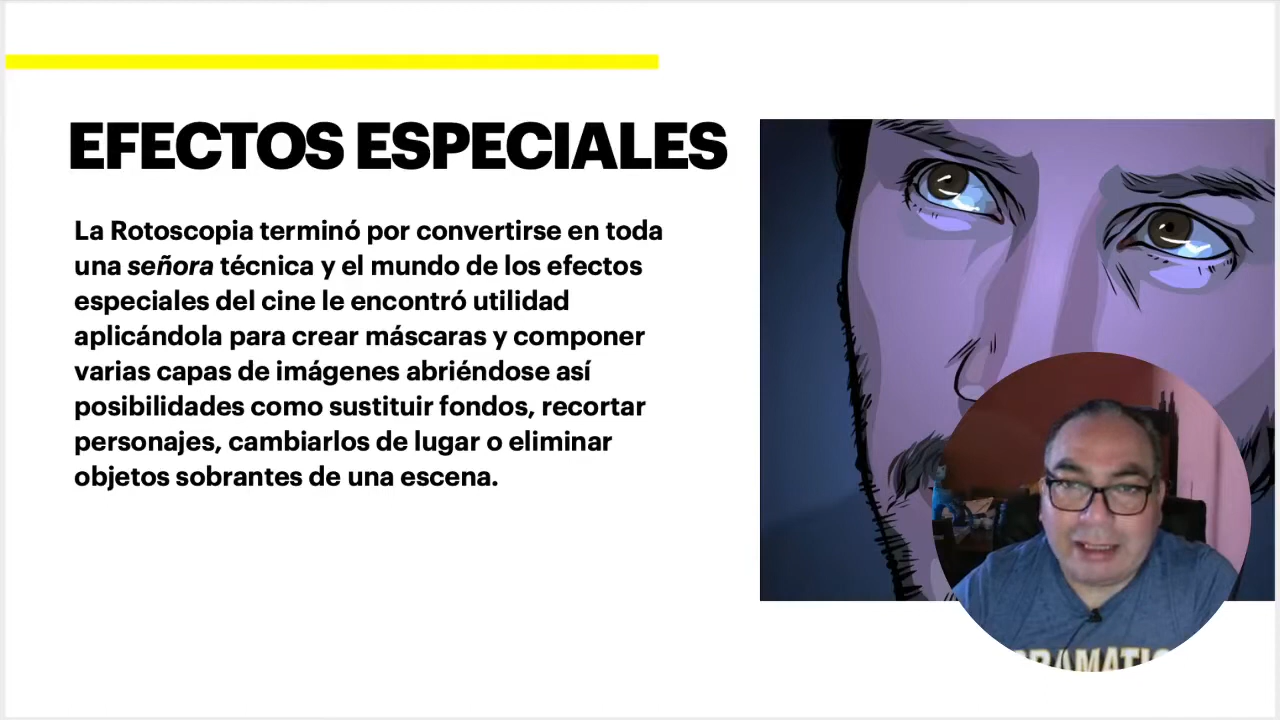 EFECTOS ESPECIALES
La Rotoscopia terminó por convertirse en toda
una señora técnica y el mundo de los efectos
especiales del cine le encontró utilidad
aplicándola para crear máscaras y componer
varias capas de imágenes abriéndose así
posibilidades como sustituir fondos, recortar
personajes, cambiarlos de lugar o eliminar
objetos sobrantes de una escena.